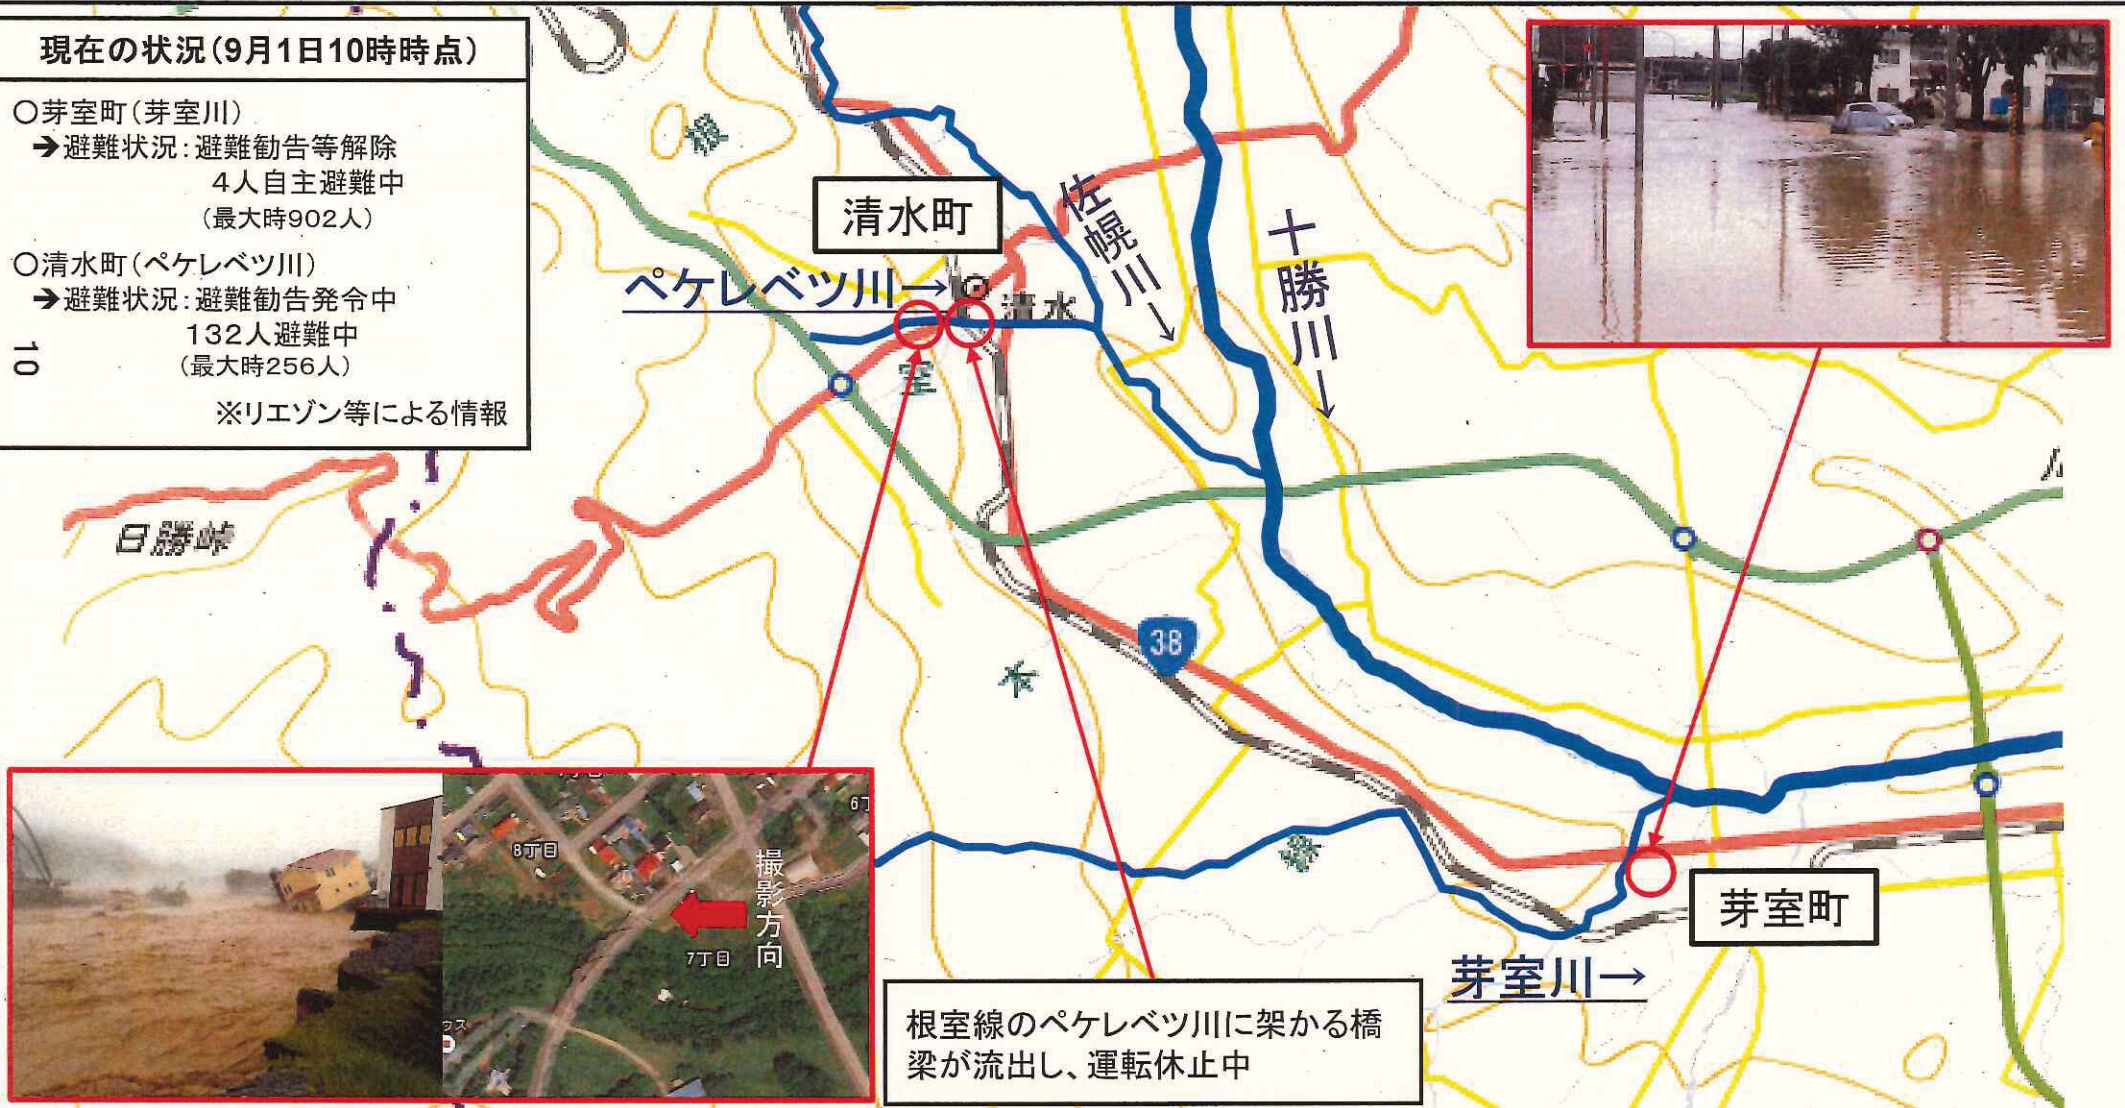 現在の状況(9月1日10時時点)
○芽室町(芽室川)
➔避難状況:避難勧告等解除
4人自主避難中
(最大時902人)
○清水町(ペケレベツ川)
➔避難状況:避難勧告発令中
132人避難中
(最大時256人)
※リエゾン等による情報
10
清水町
佐幌川↓
十勝川↓
ペケレベツ川→
清水
室
日勝峠
38
8丁目
撮影方向
7丁目
芽室町
芽室川→
根室線のペケレベツ川に架かる橋
梁が流出し、運転休止中